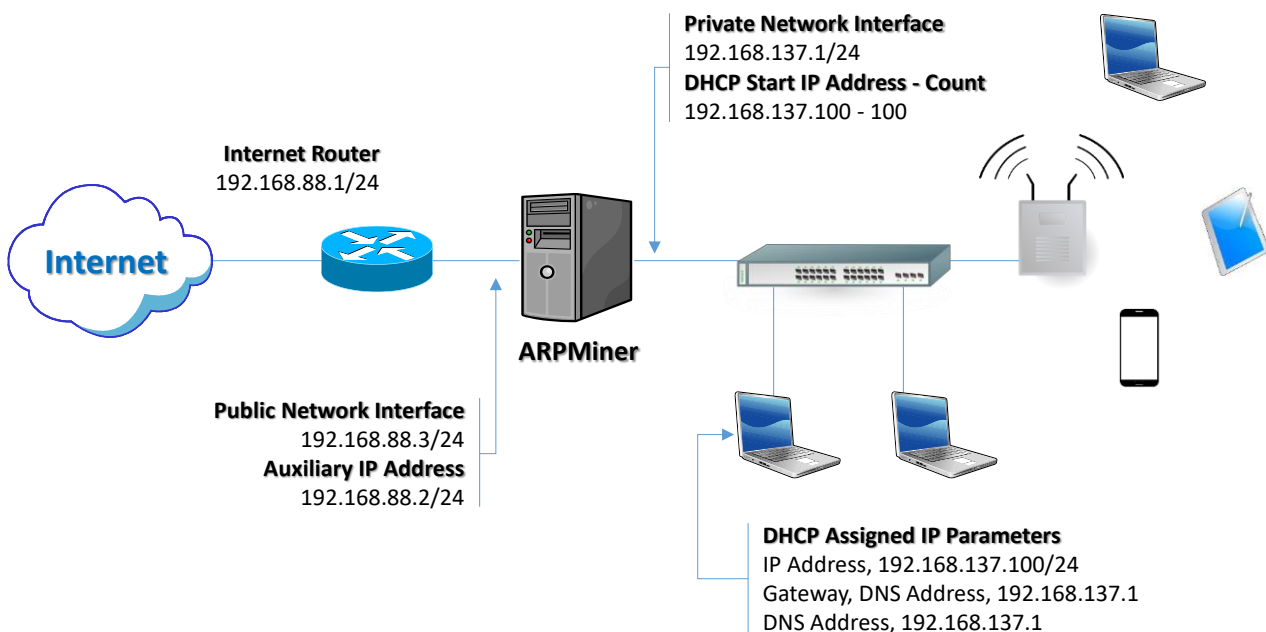 Private Network Interface
192.168.137.1/24
DHCP Start IP Address - Count
192.168.137.100 - 100
Internet Router
192.168.88.1/24
Internet
ARPMiner
Public Network Interface
192.168.88.3/24
Auxiliary IP Address
192.168.88.2/24
DHCP Assigned IP Parameters
IP Address, 192.168.137.100/24
Gateway, DNS Address, 192.168.137.1
DNS Address, 192.168.137.1